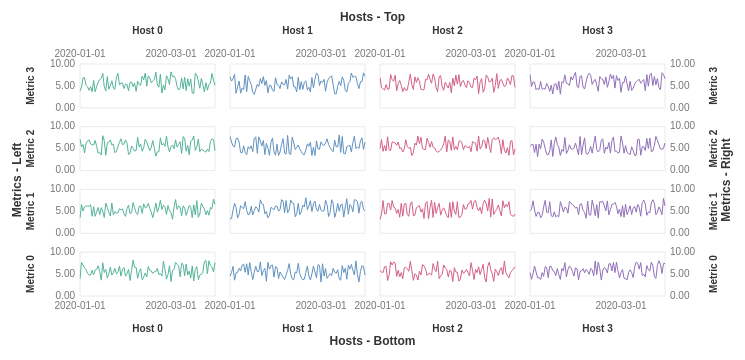 Hosts - Top
Host 0 Host 1 Host 2 Host 3
2020-01-01 2020-03-01 2020-01-01 2020-03-01 2020-01-01 2020-03-01 2020-01-01 2020-03-01
Metrics - Left
Metric 3 10.00 5.00 0.00 10.00 5.00 0.00 Metric 3
Metric 2 10.00 5.00 0.00 10.00 5.00 0.00 Metric 2
Metric 1 10.00 5.00 0.00 10.00 5.00 0.00 Metric 1
Metric 0 10.00 5.00 0.00 10.00 5.00 0.00 Metric 0
Metrics - Right
2020-01-01 2020-03-01 2020-01-01 2020-03-01 2020-01-01 2020-03-01 2020-01-01 2020-03-01
Host 0 Host 1 Host 2 Host 3
Hosts - Bottom